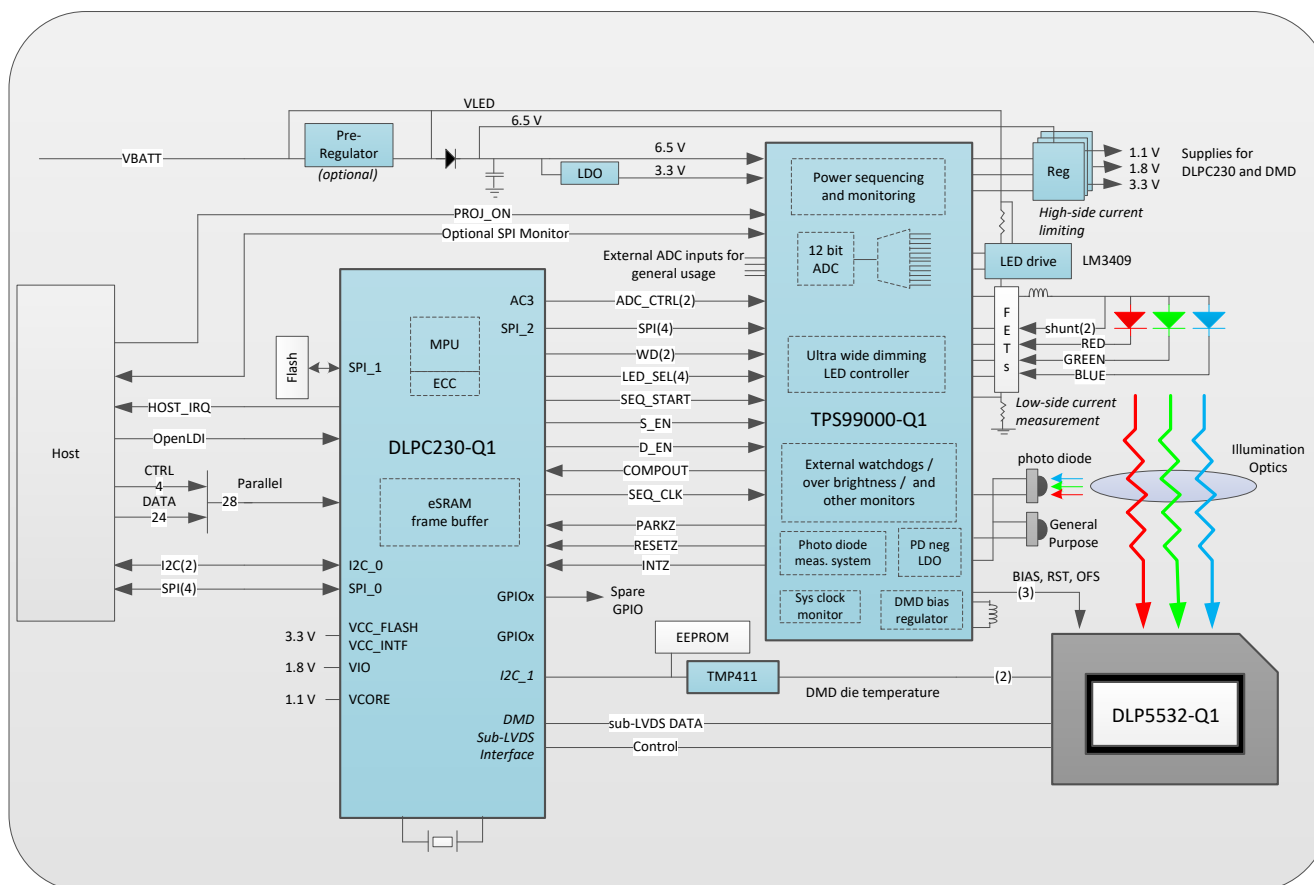 VLED
6.5 V
Pre-
Regulator
(optional)
VBATT
6.5 V
LDO
3.3 V
Power sequencing
and monitoring
Reg
1.1 V
1.8 V
3.3 V
Supplies for
DLPC230 and DMD
High-side current
limiting
PROJ_ON
Optional SPI Monitor
External ADC inputs for
general usage
12 bit
ADC
LED drive
LM3409
Host
Flash
SPI_1
AC3
SPI_2
MPU
ECC
ADC_CTRL(2)
SPI(4)
WD(2)
LED_SEL(4)
SEQ_START
S_EN
D_EN
COMPOUT
SEQ_CLK
PARKZ
RESETZ
INTZ
Ultra wide dimming
LED controller
F
E
T
s
shunt(2)
RED
GREEN
BLUE
Low-side current
measurement
HOST_IRQ
OpenLDI
CTRL
4
DATA
24
28
Parallel
I2C(2)
SPI(4)
DLPC230-Q1
eSRAM
frame buffer
I2C_0
SPI_0
TPS99000-Q1
External watchdogs /
over brightness / and
other monitors
Photo diode
meas. system
PD neg
LDO
Sys clock
monitor
DMD bias
regulator
photo diode
General
Purpose
Illumination
Optics
BIAS, RST, OFS
(3)
GPIOx
Spare
GPIO
GPIOx
3.3 V
VCC_FLASH
VCC_INTF
1.8 V
VIO
1.1 V
VCORE
I2C_1
EEPROM
TMP411
DMD die temperature
(2)
DMD
Sub-LVDS
Interface
sub-LVDS DATA
Control
DLP5532-Q1